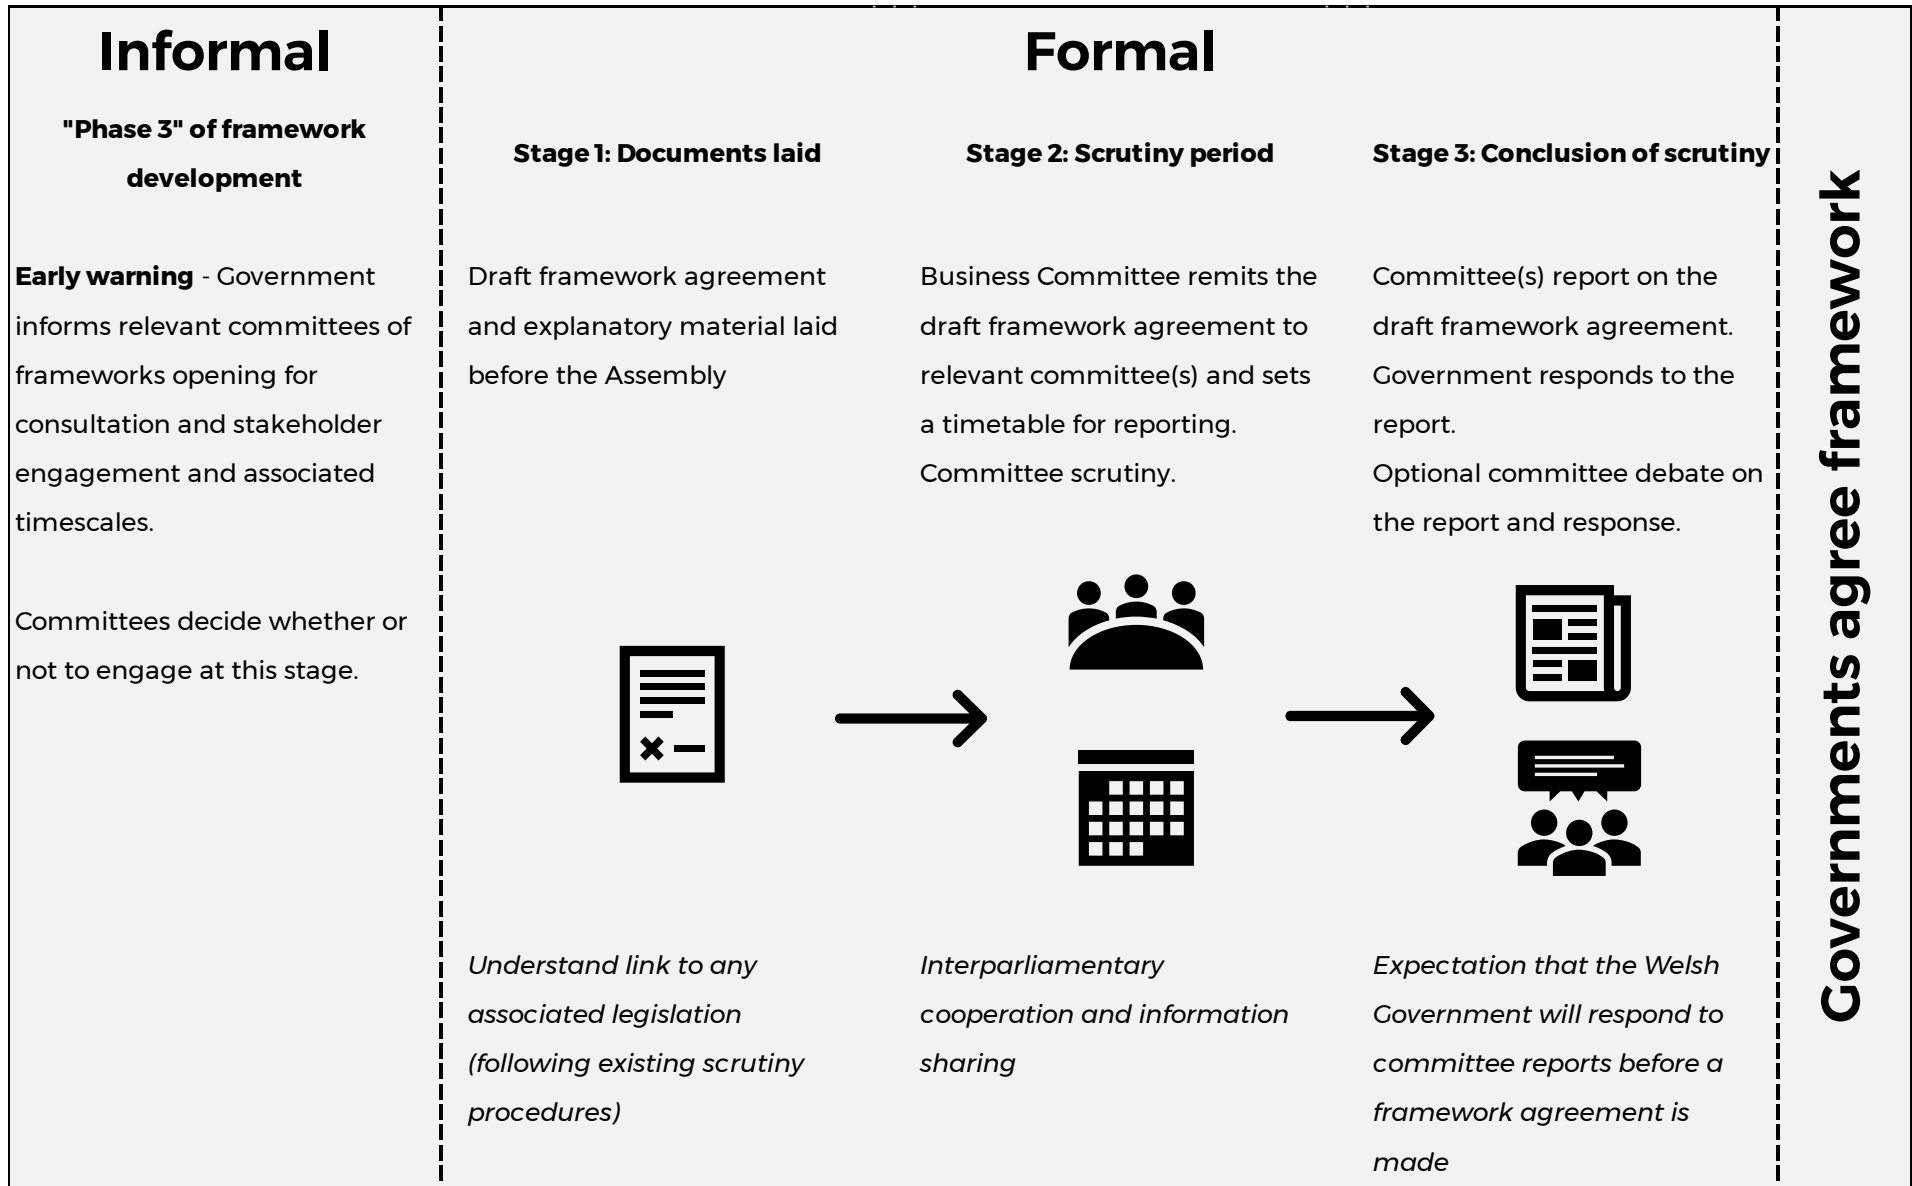 Informal
"Phase 3" of framework
development
Early warning - Government
informs relevant committees of
frameworks opening for
consultation and stakeholder
engagement and associated
timescales.
Committees decide whether or
not to engage at this stage.
Formal
Stage 1: Documents laid
Draft framework agreement
and explanatory material laid
before the Assembly
Understand link to any
associated legislation
(following existing scrutiny
procedures)
Stage 2: Scrutiny period
Business Committee remits the
draft framework agreement to
relevant committee(s) and sets
a timetable for reporting.
Committee scrutiny.
Interparliamentary
cooperation and information
sharing
Stage 3: Conclusion of scrutiny
Committee(s) report on the
draft framework agreement.
Government responds to the
report.
Optional committee debate on
the report and response.
Expectation that the Welsh
Government will respond to
committee reports before a
framework agreement is
made
Governments agree framework